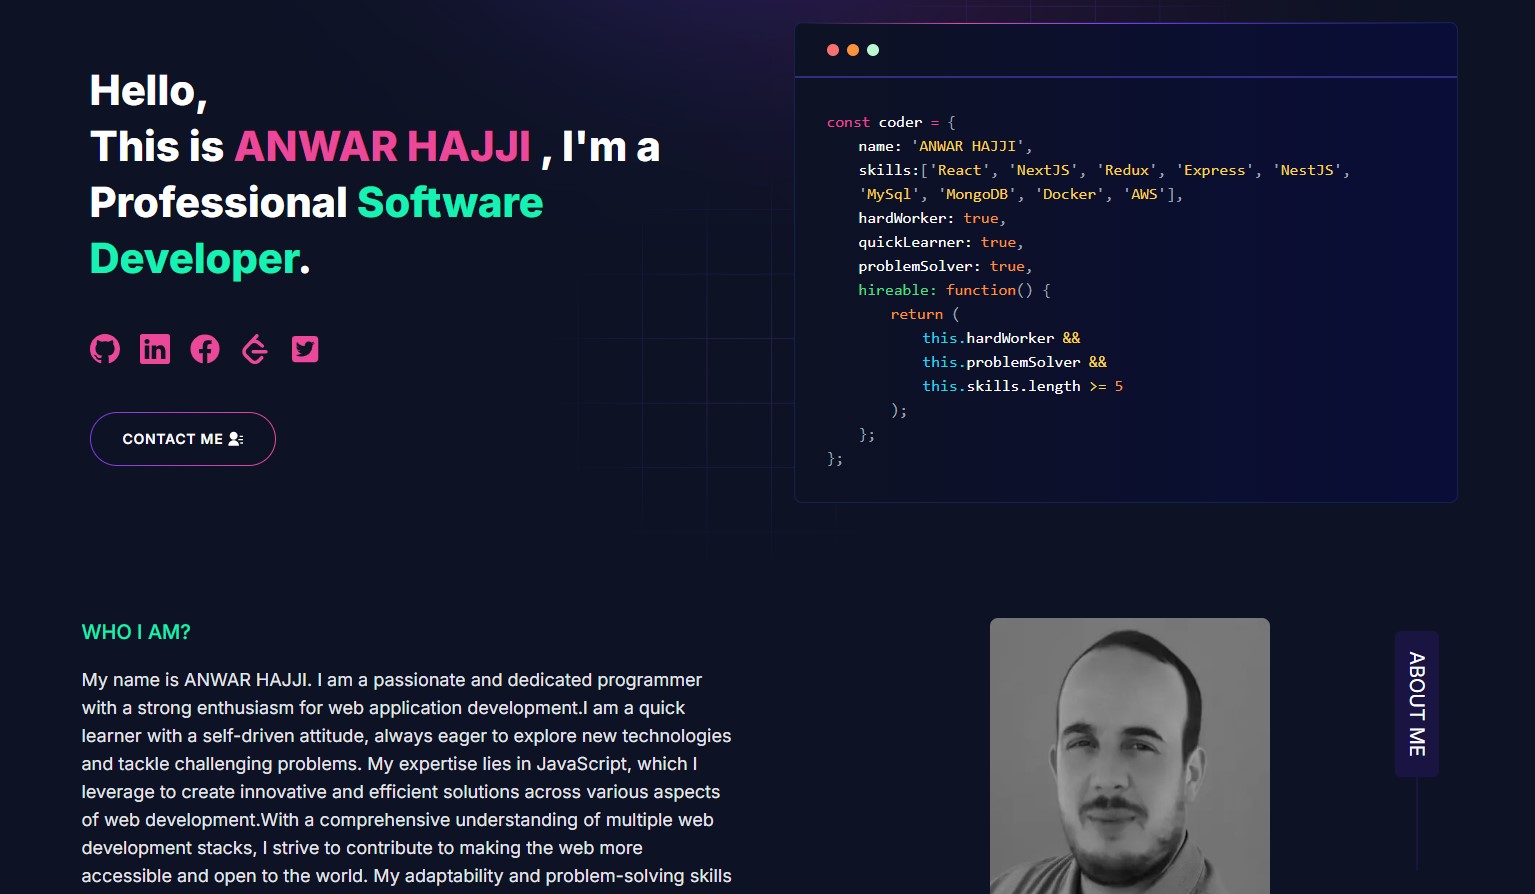 Hello,
This is ANWAR HAJJI , I'm a
Professional Software
Developer.
CONTACT ME
const coder = {
name: 'ANWAR HAJJI',
skills:['React', 'NextJS', 'Redux', 'Express', 'NestJS',
'MySql', 'MongoDB', 'Docker', 'AWS'],
hardWorker: true,
quickLearner: true,
problemSolver: true,
hireable: function() {
return (
this.hardWorker &&
this.problemSolver &&
this.skills.length >= 5
);
};
};
WHO I AM?
My name is ANWAR HAJJI. I am a passionate and dedicated programmer
with a strong enthusiasm for web application development.I am a quick
learner with a self-driven attitude, always eager to explore new technologies
and tackle challenging problems. My expertise lies in JavaScript, which I
leverage to create innovative and efficient solutions across various aspects
of web development.With a comprehensive understanding of multiple web
development stacks, I strive to contribute to making the web more
accessible and open to the world. My adaptability and problem-solving skills
ABOUT ME